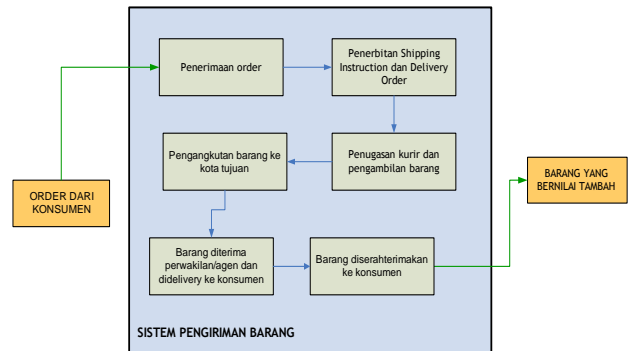 ORDER DARI
KONSUMEN
Penerimaan order
Penerbitan Shipping
Instruction dan Delivery
Order
Penugasan kurir dan
pengambilan barang
Pengangkutan barang ke
kota tujuan
Barang diterima
perwakilan/agen dan
didelivery ke konsumen
Barang diserahterimakan
ke konsumen
BARANG YANG
BERNILAI TAMBAH
SISTEM PENGIRIMAN BARANG